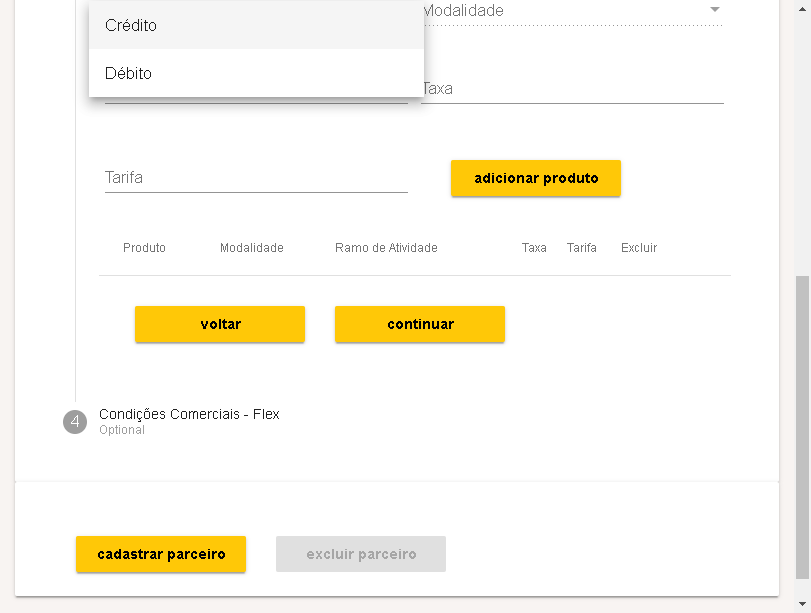 Crédito
Modalidade
Débito
Taxa
Tarifa
adicionar produto
Produto Modalidade Ramo de Atividade Taxa Tarifa Excluir
voltar continuar
4 Condições Comerciais - Flex
Optional
cadastrar parceiro excluir parceiro